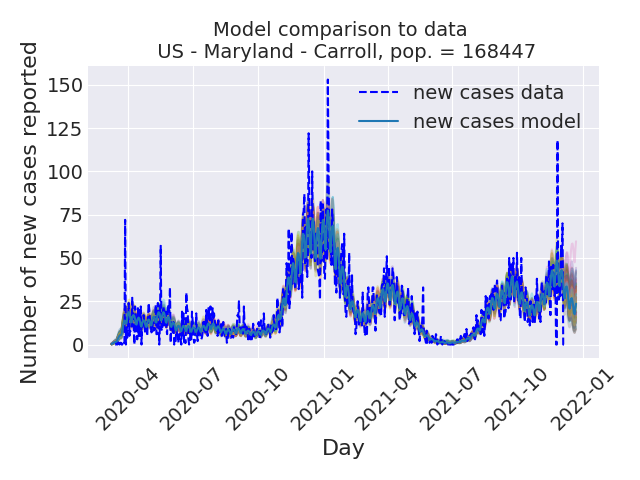 Model comparison to data
US - Maryland - Carroll, pop. = 168447
Number of new cases reported
150
125
100
75
50
25
0
new cases data
new cases model
2020-04
2020-07
2020-10
2021-01
2021-04
2021-07
2021-10
2022-01
Day